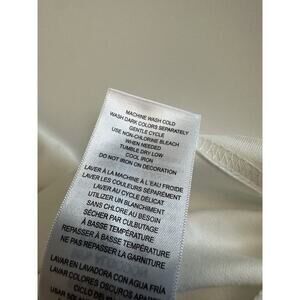 MACHINE WASH COLD
WASH DARK COLORS SEPARATELY
GENTLE CYCLE
USE NON-CHLORINE BLEACH
WHEN NEEDED
TUMBLE DRY LOW
COOL IRON
DO NOT IRON ON DECORATION
LAVER À LA MACHINE À L'EAU FROIDE
LAVER LES COULEURS SÉPARÉMENT
LAVER AU CYCLE DÉLICAT
UTILIZER UN BLANCHIMENT
SANS CHLORE AU BESOIN
SÉCHER PAR CULBUTAGE
À BASSE TEMPÉRATURE
REPASSER À BASSE TEMPÉRATURE
NE PAS REPASSER LA GARNITURE
LAVAR EN LAVADORA CON AGUA FRÍA
LAVAR COLORES OSCUROS
CICLO